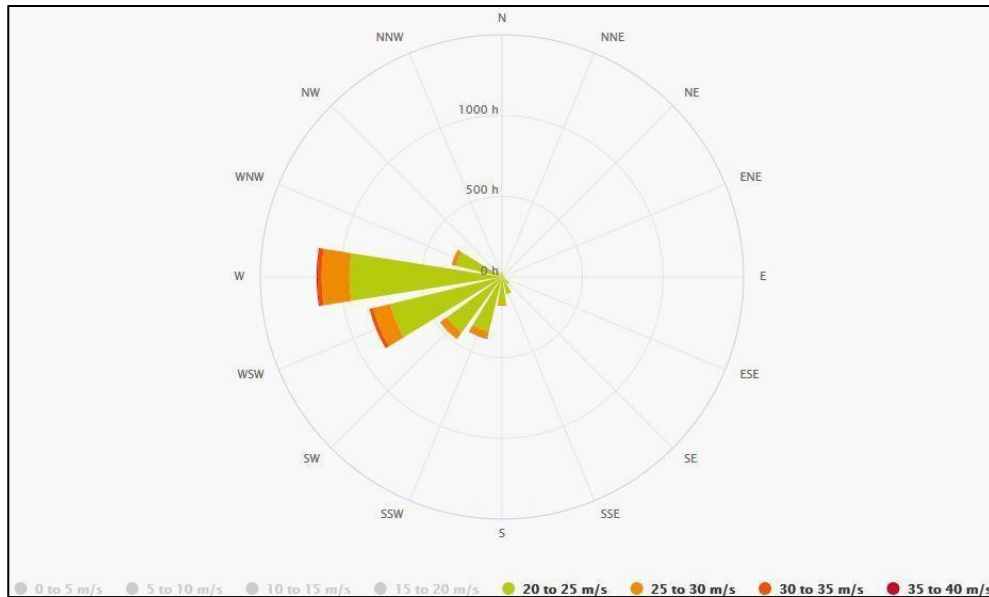 N
NNW
NNE
NW
NE
1000 h
WNW
ENE
500 h
0 h
W
E
WSW
ESE
SW
SE
SSW
SSE
S
0 to 5 m/s 5 to 10 m/s 10 to 15 m/s 15 to 20 m/s 20 to 25 m/s 25 to 30 m/s 30 to 35 m/s 35 to 40 m/s